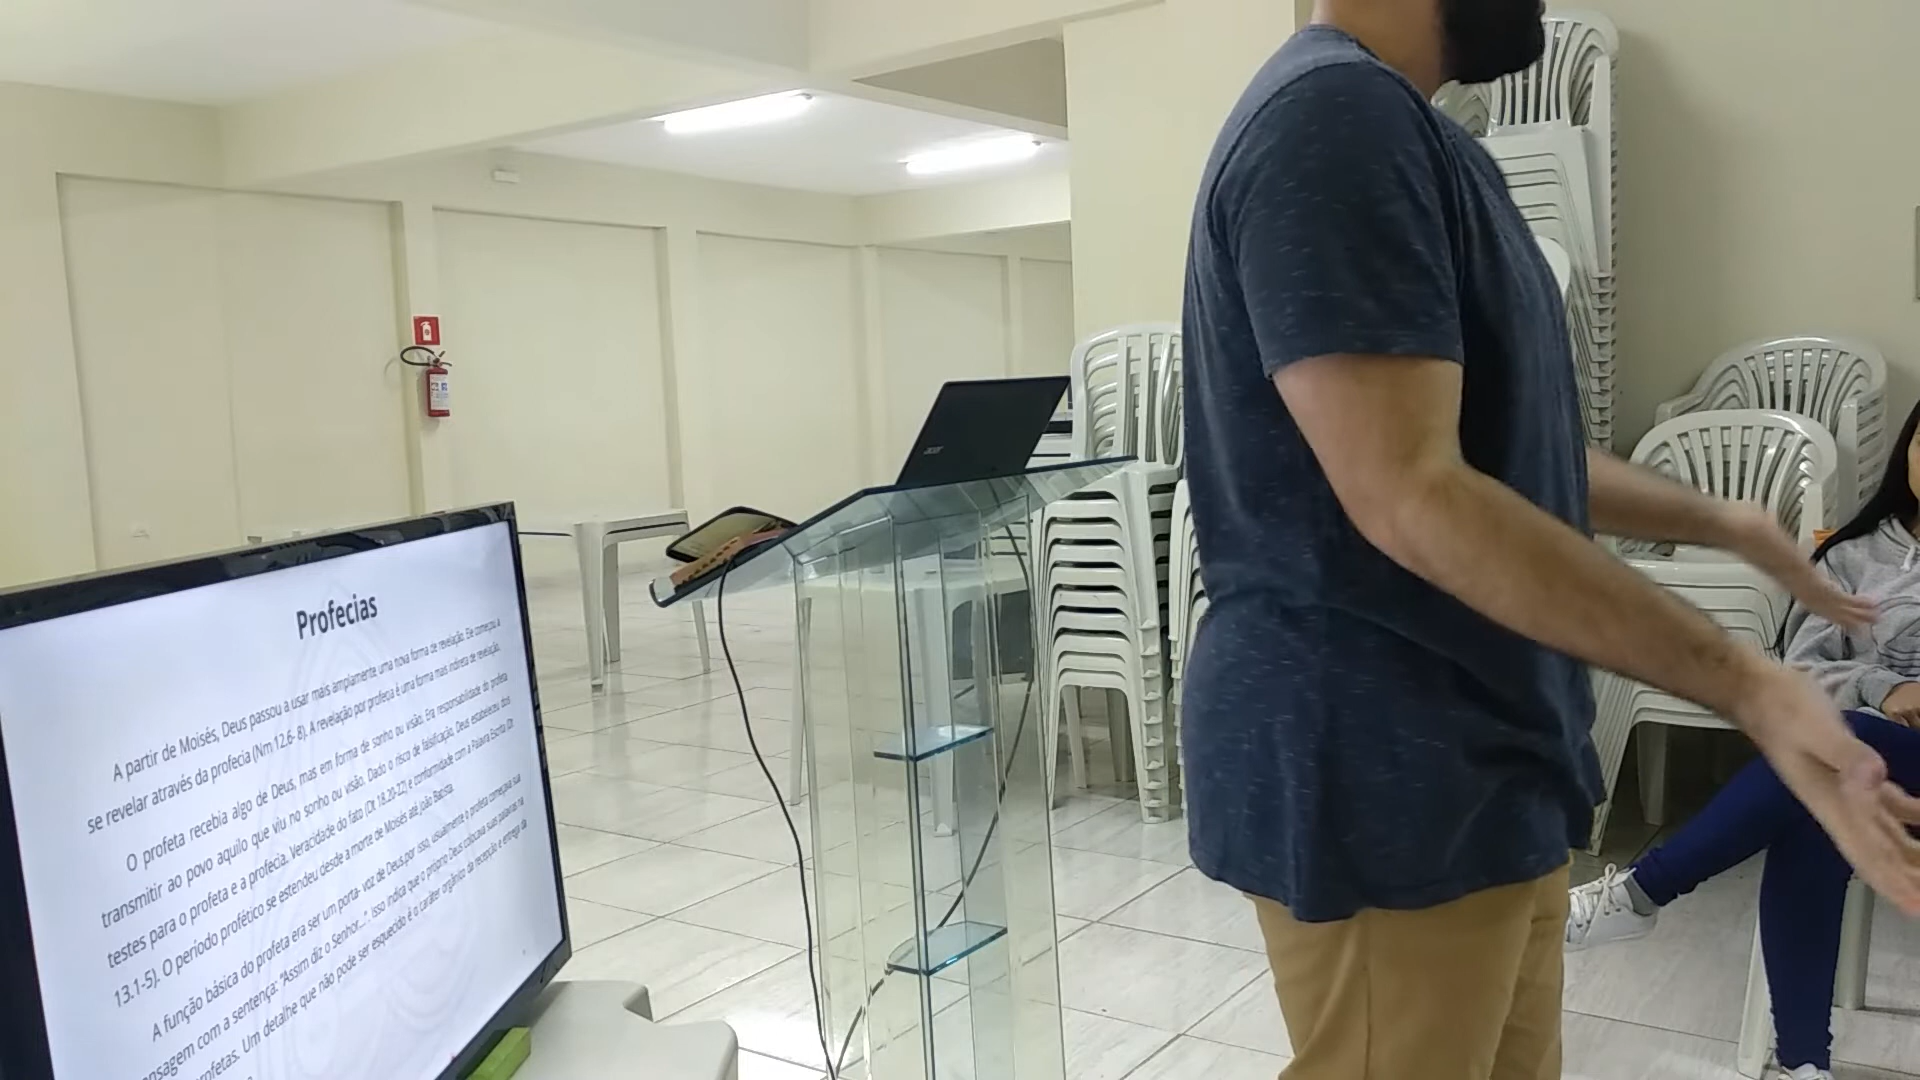 Profecias
A partir de Moisés, Deus passou a usar mais amplamente uma nova forma de revelação. Ele começou a
se revelar através da profecia (Nm 12.6- 8). A revelação por profecia é uma forma mais indireta de revelação.
O profeta recebia algo de Deus, mas em forma de sonho ou visão. Era responsabilidade do profeta
transmitir ao povo aquilo que viu no sonho ou visão. Dado o risco de falsificação, Deus estabeleceu dois
testes para o profeta e a profecia. Veracidade do fato (Dt 18.20-22) e conformidade com a Palavra Escrita (Dt
13.1-5). O período profético se estendeu desde a morte de Moisés até João Batista.
A função básica do profeta era ser um porta- voz de Deus, por isso, usualmente o profeta começava sua
ensagem com a sentença: "Assim diz o Senhor...". Isso indica que o próprio Deus colocava suas palavras na
rofetas. Um detalhe que não pode ser esquecido é o caráter orgânico da recepção e entrega da
acer